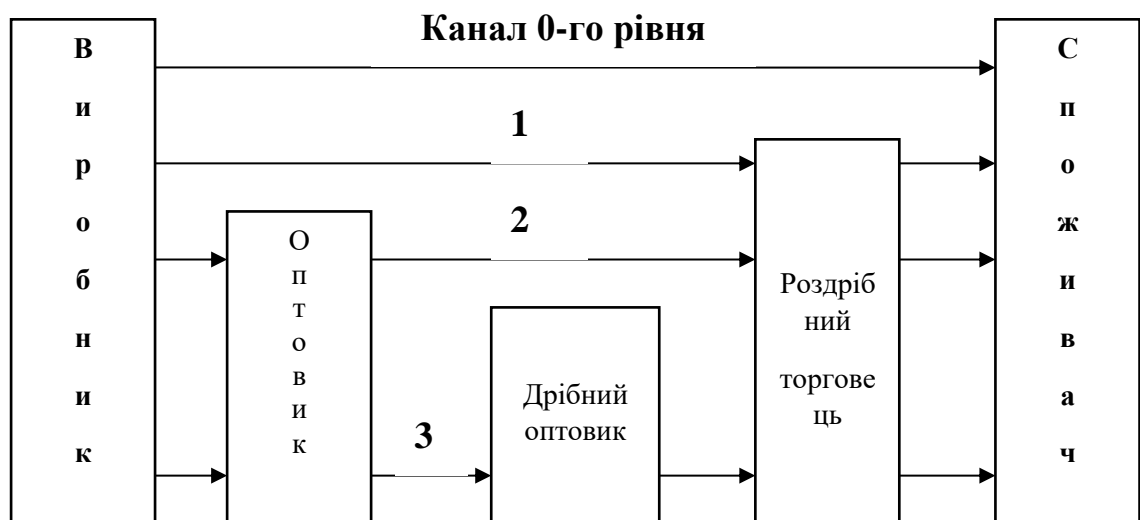 Канал 0-го рівня
В
и
р
о
б
н
и
к
1
2
3
О
п
т
о
в
и
к
Дрібний
оптовик
Роздріб
ний
торгове
ць
С
п
о
ж
и
в
а
ч